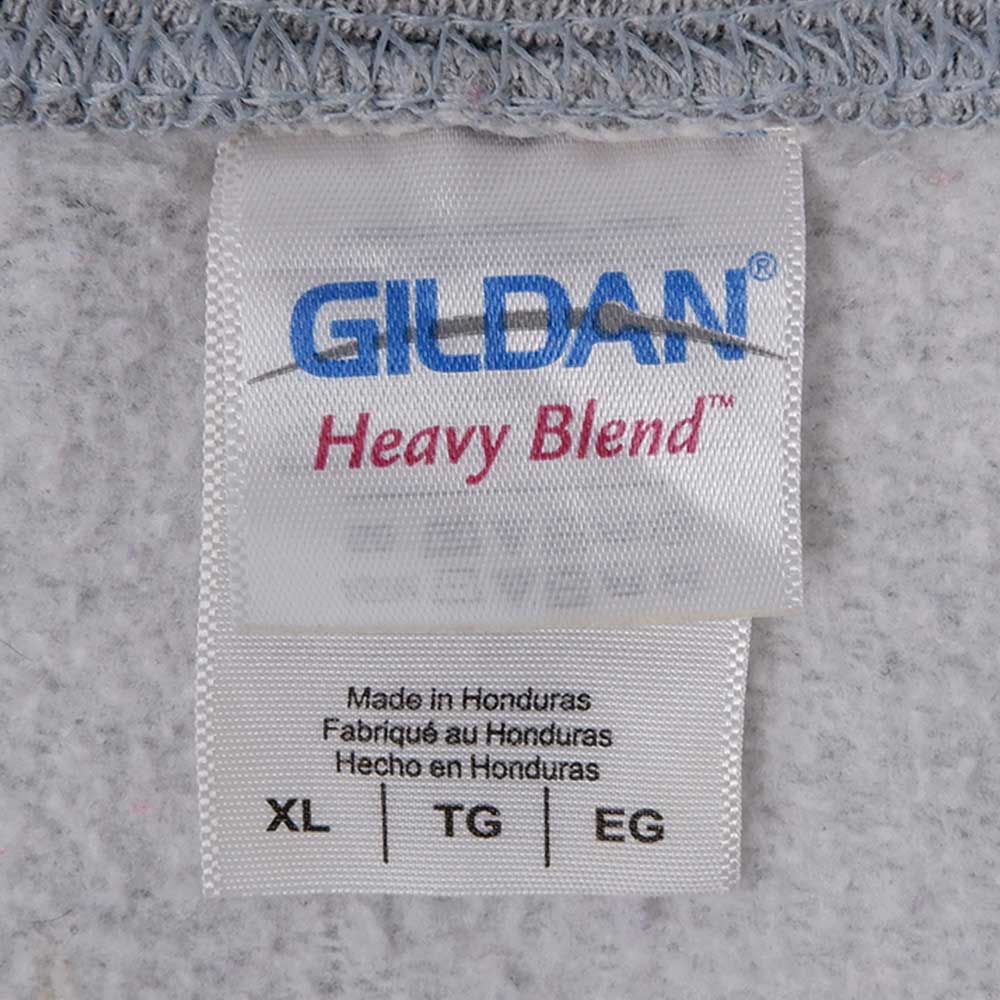 GILDAN®
Heavy Blend™
Made in Honduras
Fabriqué au Honduras
Hecho en Honduras
XL | TG | EG